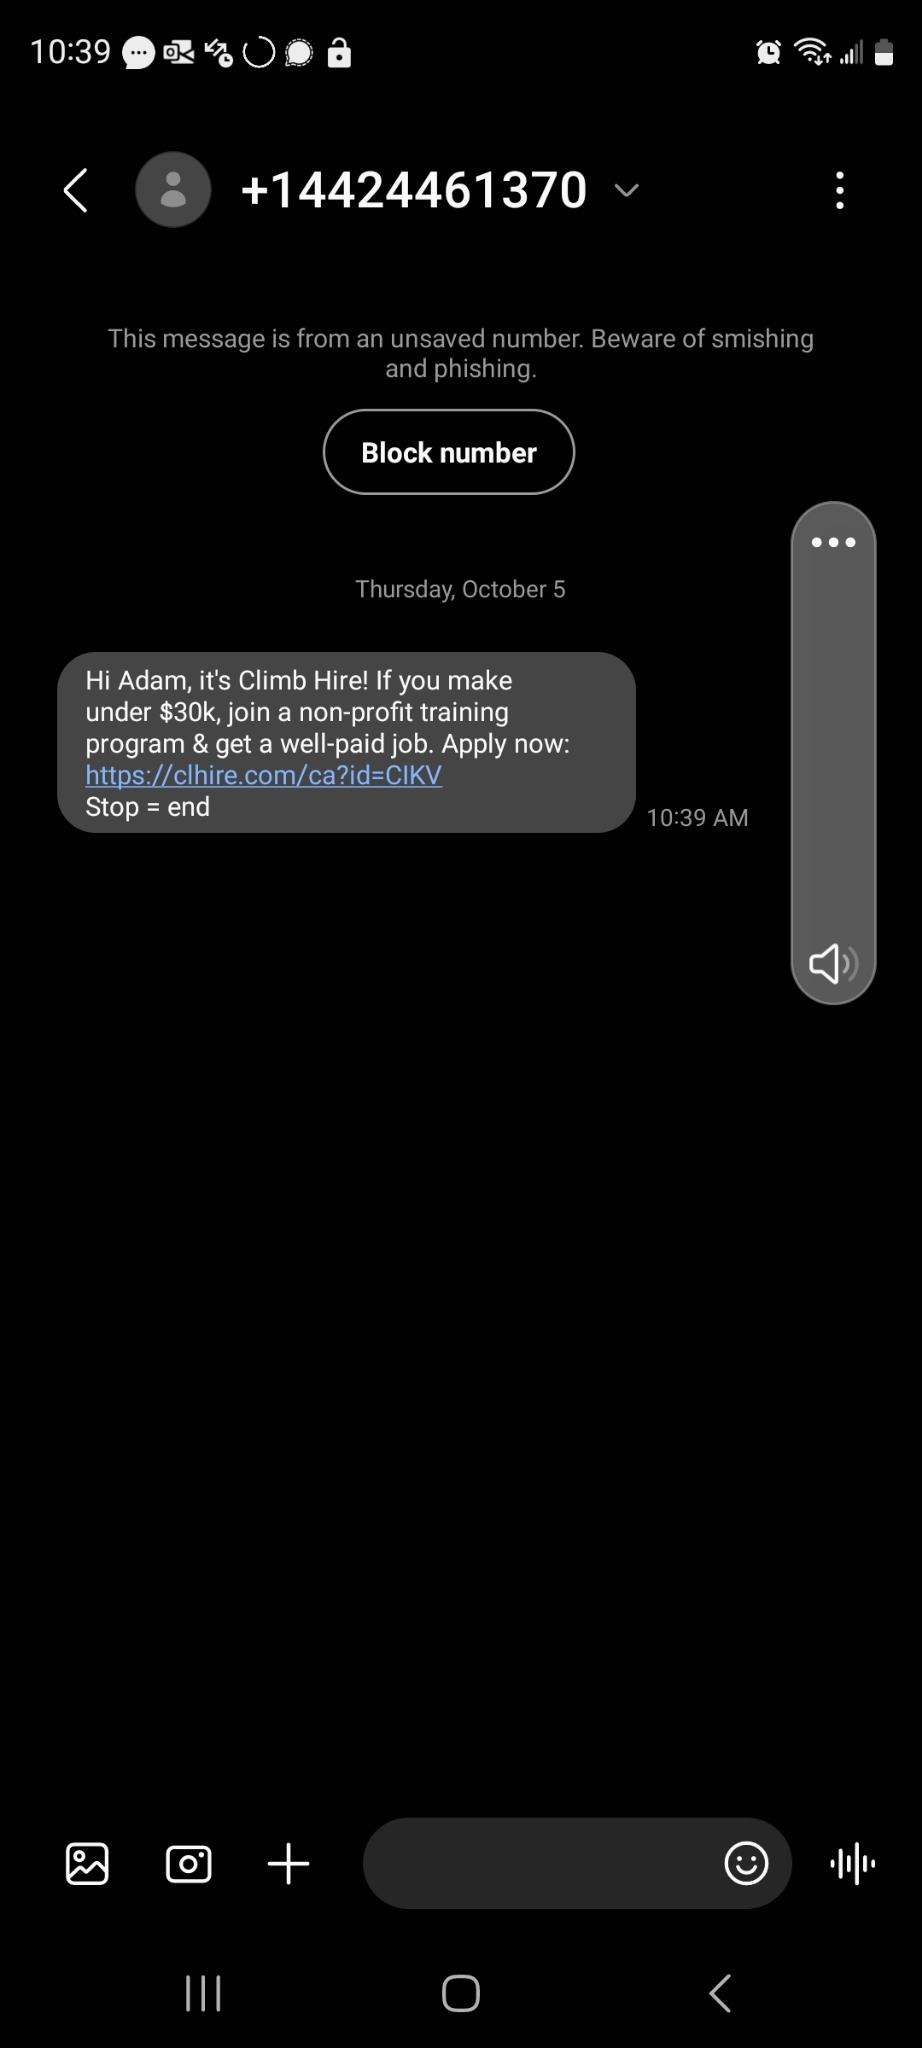 10:39
+14424461370
This message is from an unsaved number. Beware of smishing
and phishing.
Block number
Thursday, October 5
Hi Adam, it's Climb Hire! If you make
under $30k, join a non-profit training
program & get a well-paid job. Apply now:
https://clhire.com/ca?id=CIKV
Stop = end
10:39 AM